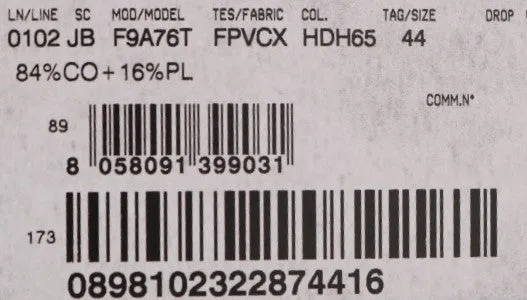 LN/LINE SC MOD/MODEL TES/FABRIC COL. TAG/SIZE DROP
0102 JB F9A76T FPVCX HDH65 44
84%CO+16%PL
COMM.N°
89
8 058091 399031
173
0898102322874416